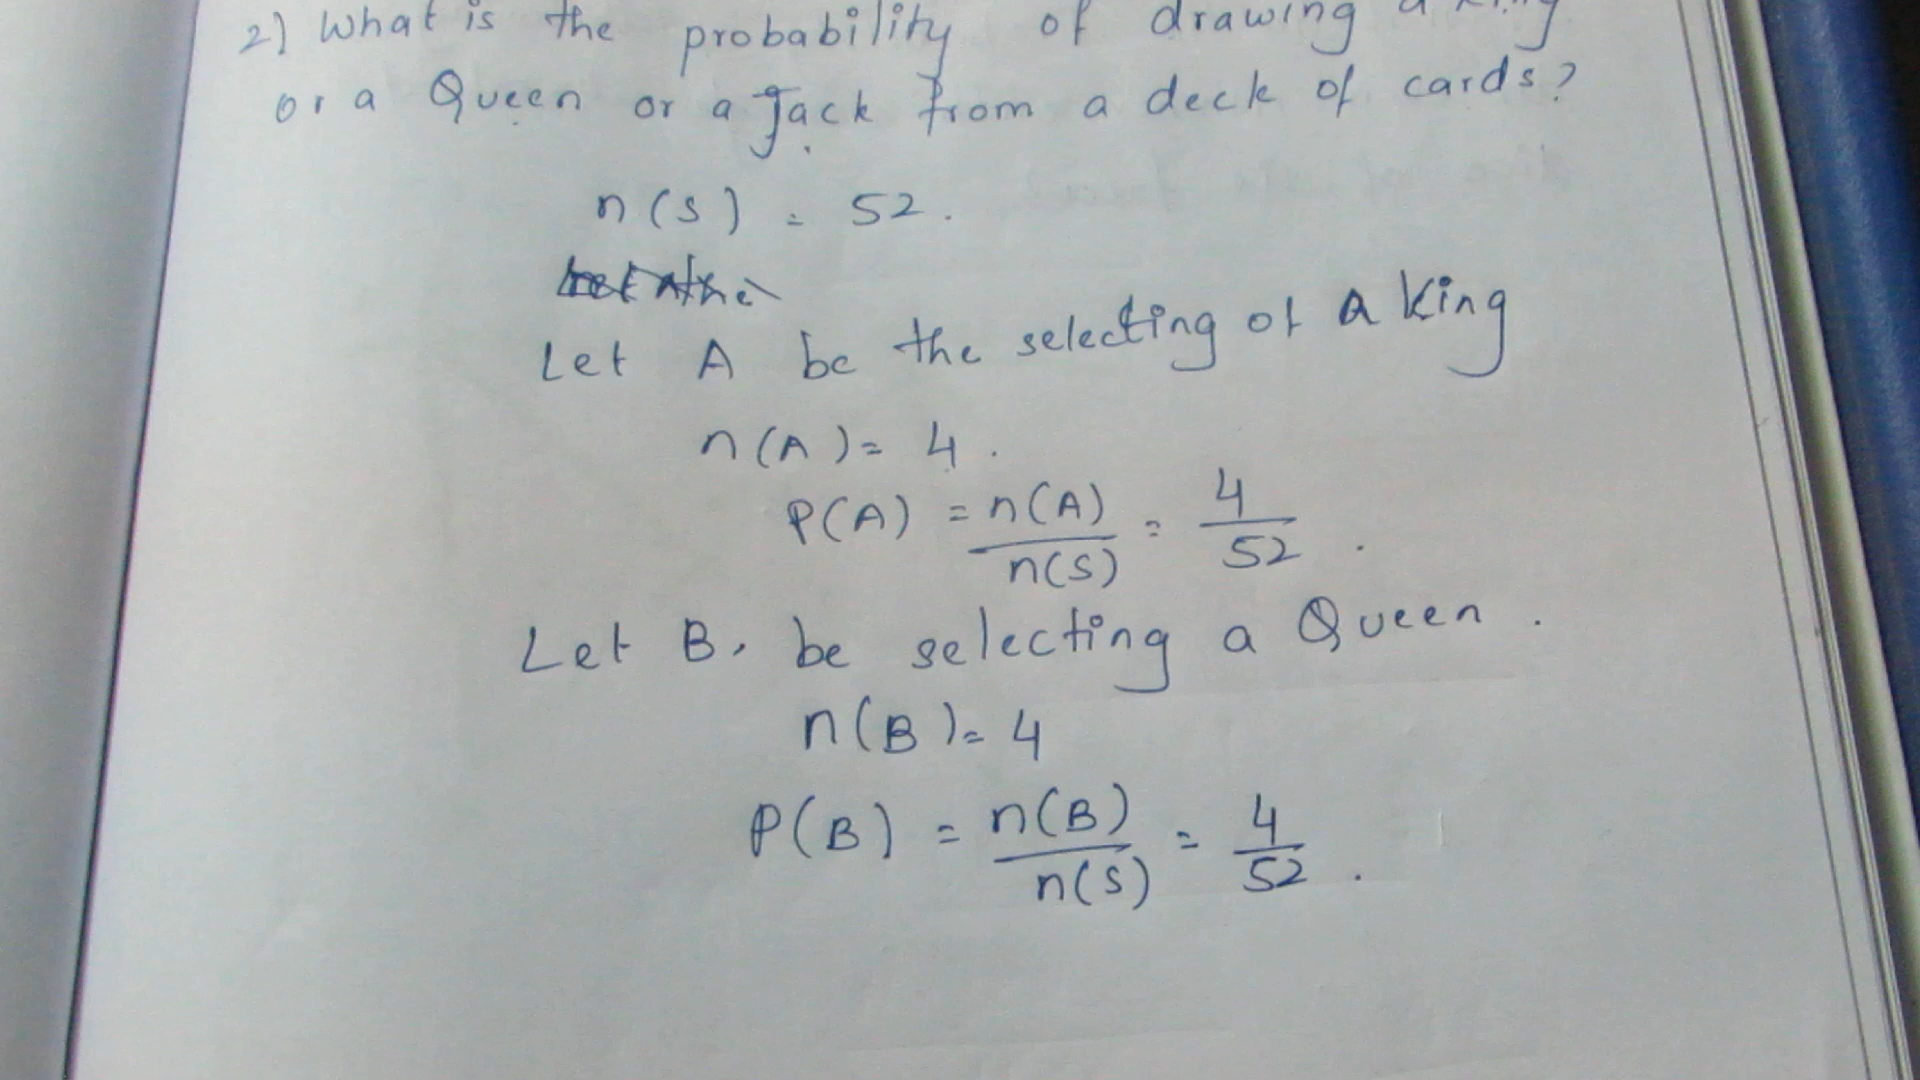 2) What is the probability of drawing a King
or a Queen or a Jack from a deck of cards?
n(S) = 52.
Let A be the selecting of a King
n(A) = 4.
P(A) = n(A) / n(S) = 4 / 52.
Let B, be selecting a Queen.
n(B) = 4
P(B) = n(B) / n(S) = 4 / 52.